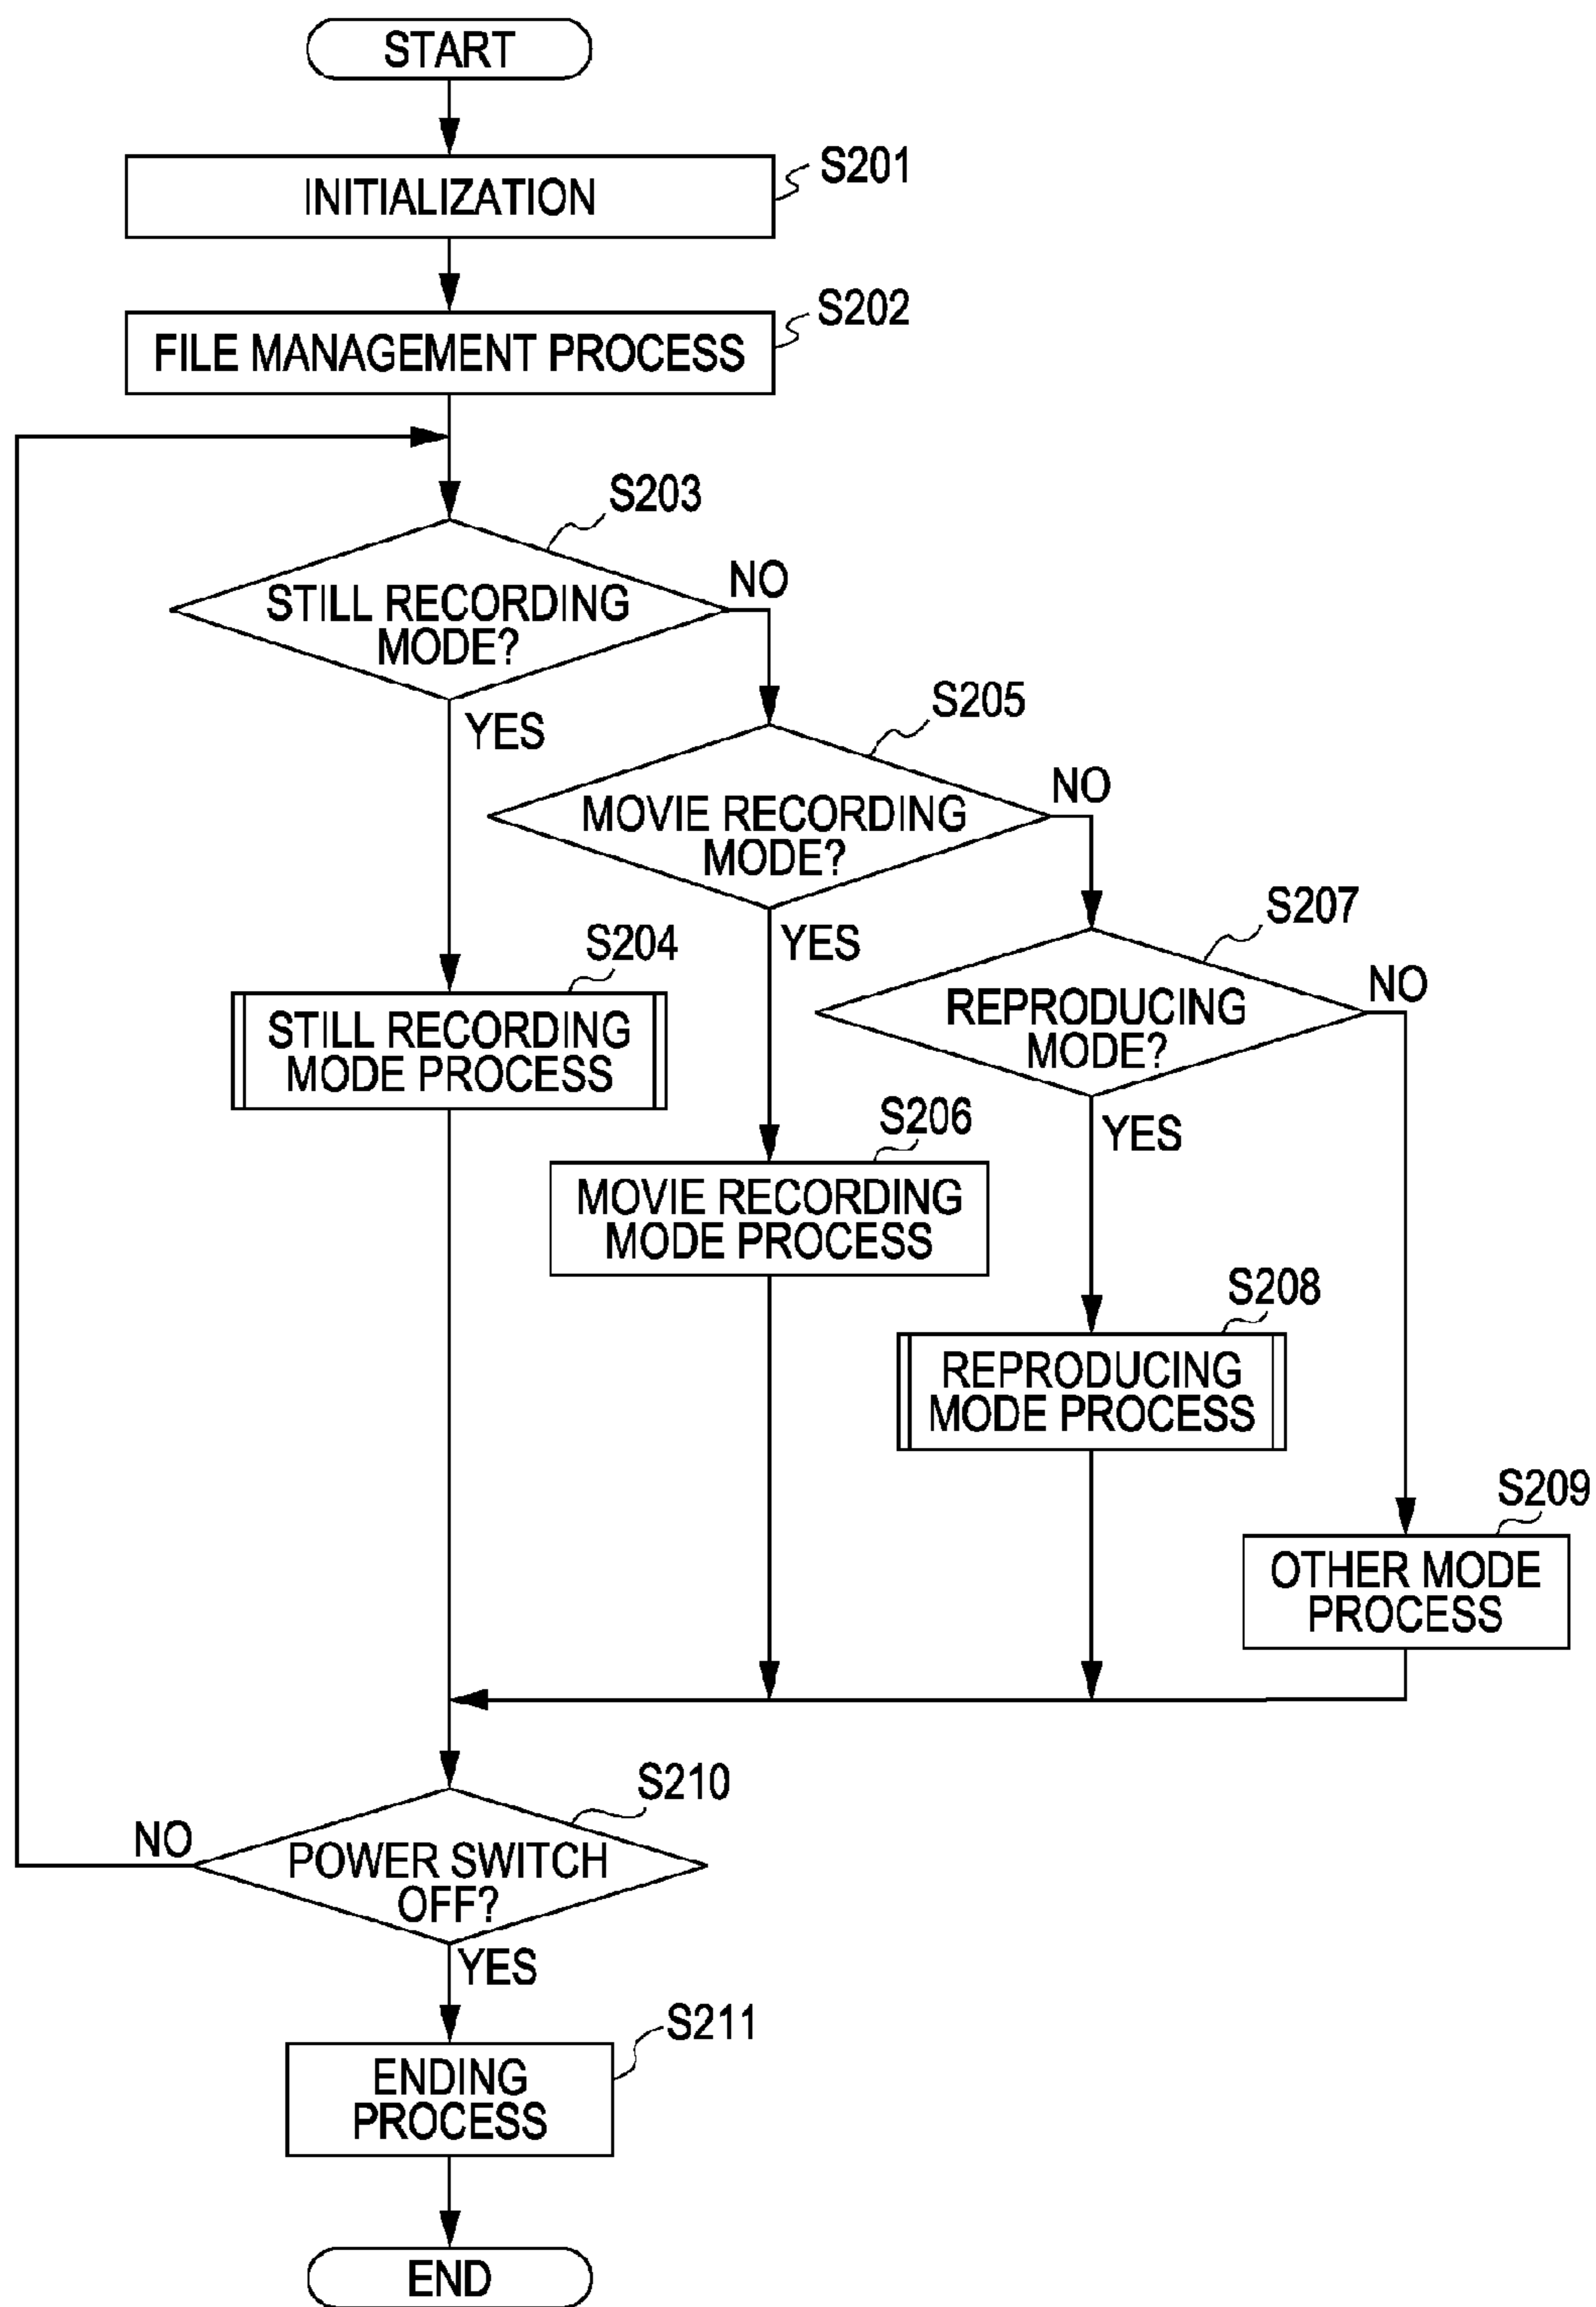 START
INITIALIZATION
S201
FILE MANAGEMENT PROCESS
S202
S203
STILL RECORDING
MODE?
NO
YES
S205
MOVIE RECORDING
MODE?
NO
YES
S207
REPRODUCING
MODE?
NO
YES
S204
STILL RECORDING
MODE PROCESS
S206
MOVIE RECORDING
MODE PROCESS
S208
REPRODUCING
MODE PROCESS
S209
OTHER MODE
PROCESS
S210
POWER SWITCH
OFF?
NO
YES
S211
ENDING
PROCESS
END